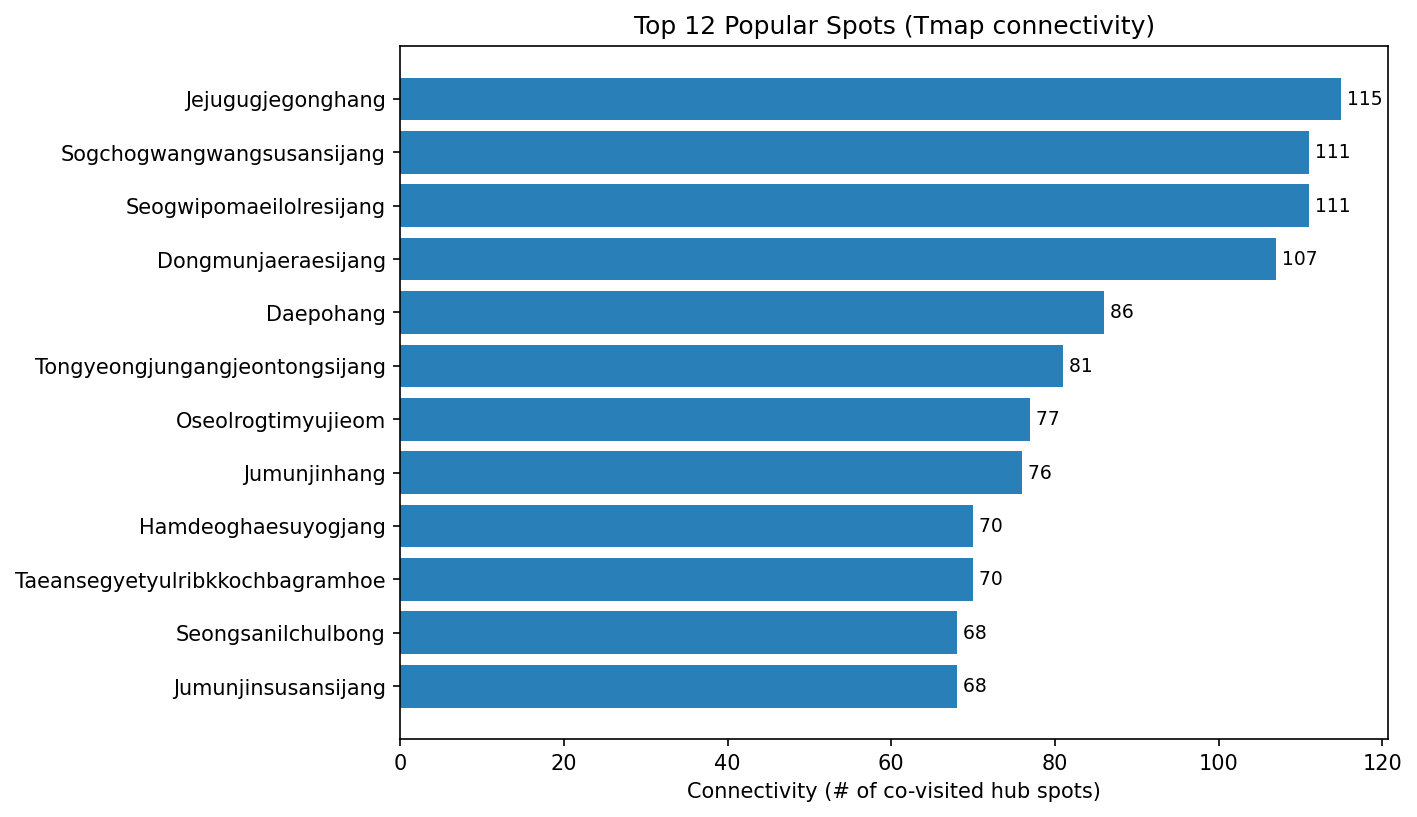 Top 12 Popular Spots (Tmap connectivity)
Jejugugjegonghang 115
Sogchogwangwangsusansijang 111
Seogwipomaeilolresijang 111
Dongmunjaeraesijang 107
Daepohang 86
Tongyeongjungangjeontongsijang 81
Oseolrogtimyujieom 77
Jumunjinhang 76
Hamdeoghaesuyogjang 70
Taeansegyetyulribkkochbagramhoe 70
Seongsanilchulbong 68
Jumunjinsusansijang 68
0 20 40 60 80 100 120
Connectivity (# of co-visited hub spots)